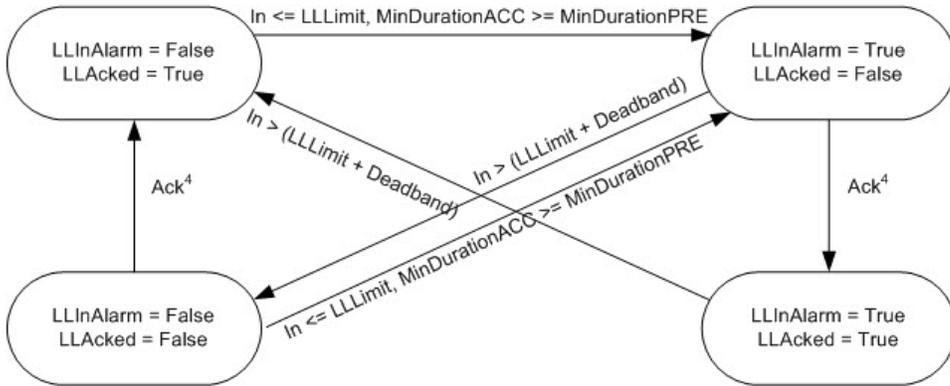 In <= LLLimit, MinDurationACC >= MinDurationPRE
LLInAlarm = False
LLAcked = True
LLInAlarm = True
LLAcked = False
In > (LLLimit + Deadband)
In > (LLLimit + Deadband)
In <= LLLimit, MinDurationACC >= MinDurationPRE
Ack⁴
Ack⁴
LLInAlarm = False
LLAcked = False
LLInAlarm = True
LLAcked = True